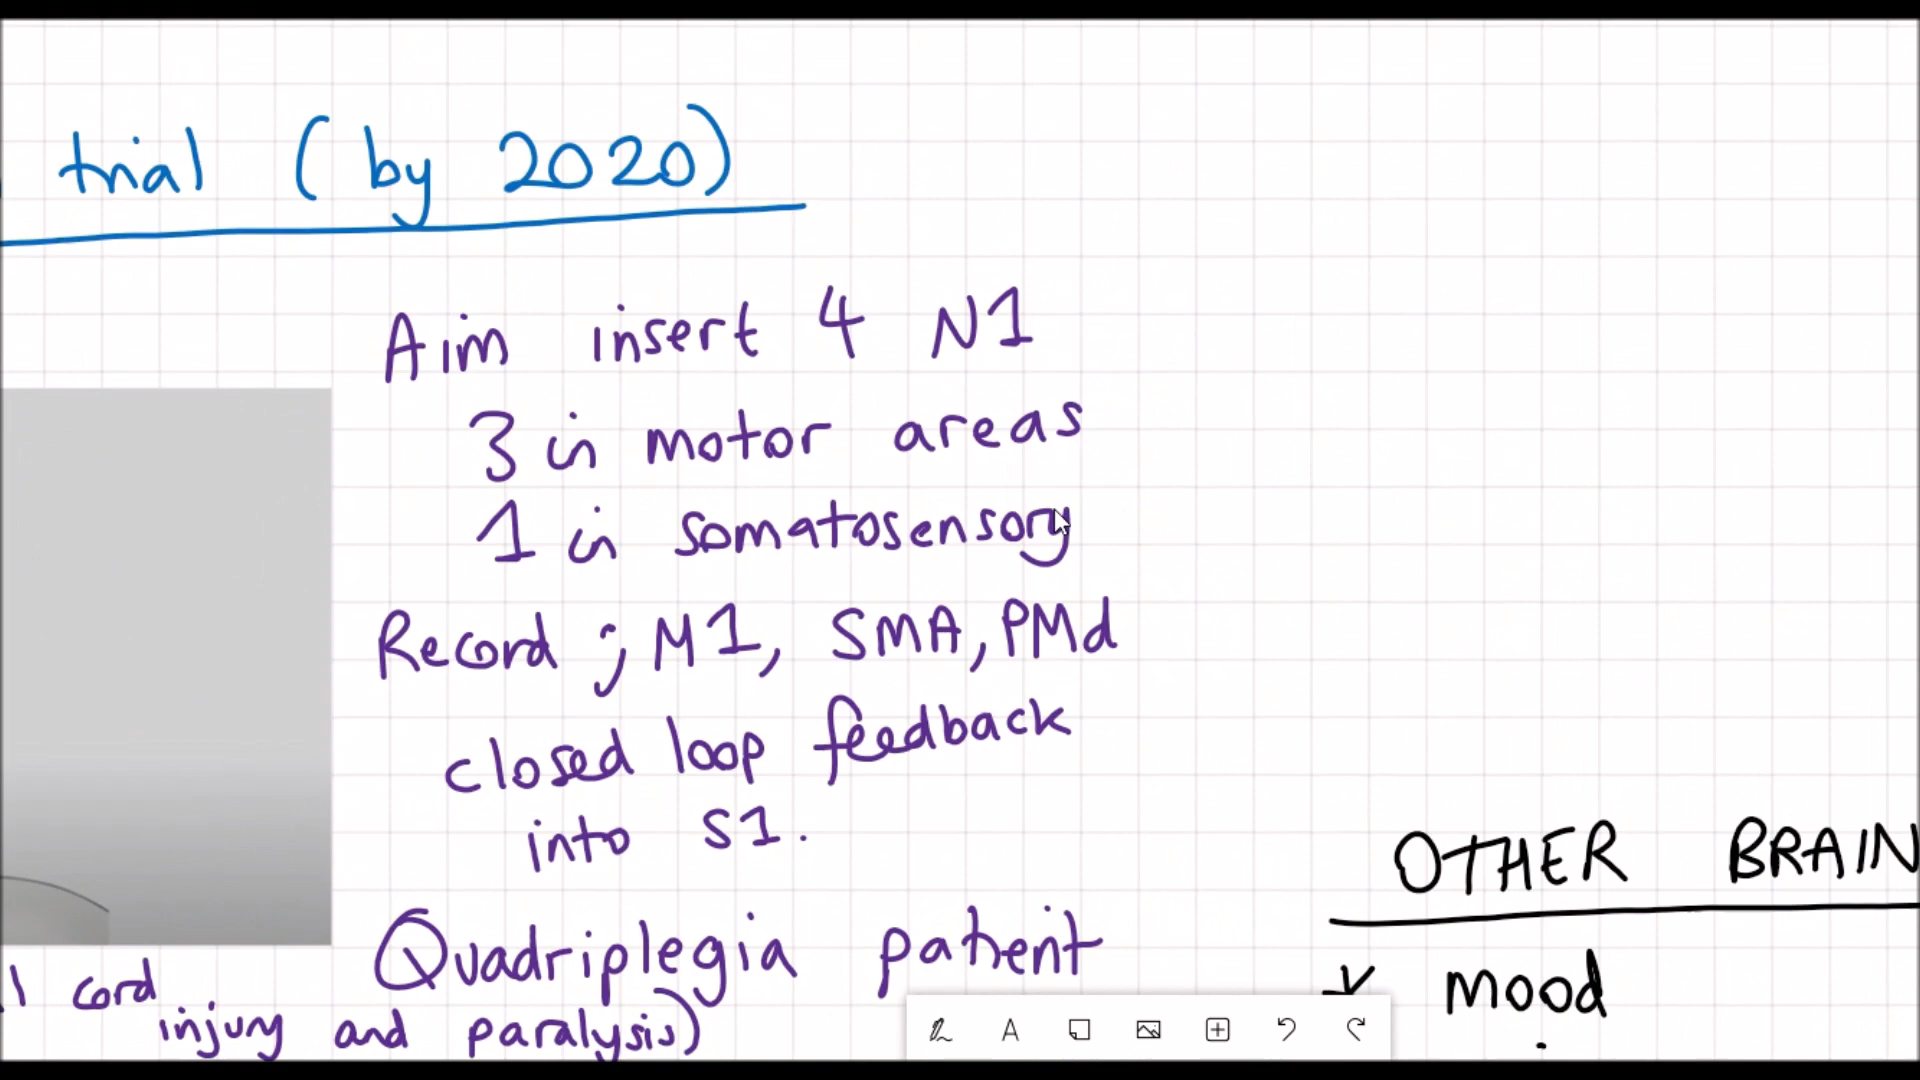 trial (by 2020)
Aim insert 4 N1
3 in motor areas
1 in somatosensory
Record ; M1, SMA, PMd
closed loop feedback
into S1.
Quadriplegia patient
cord
injury and paralysis)
OTHER BRAIN
* mood
A